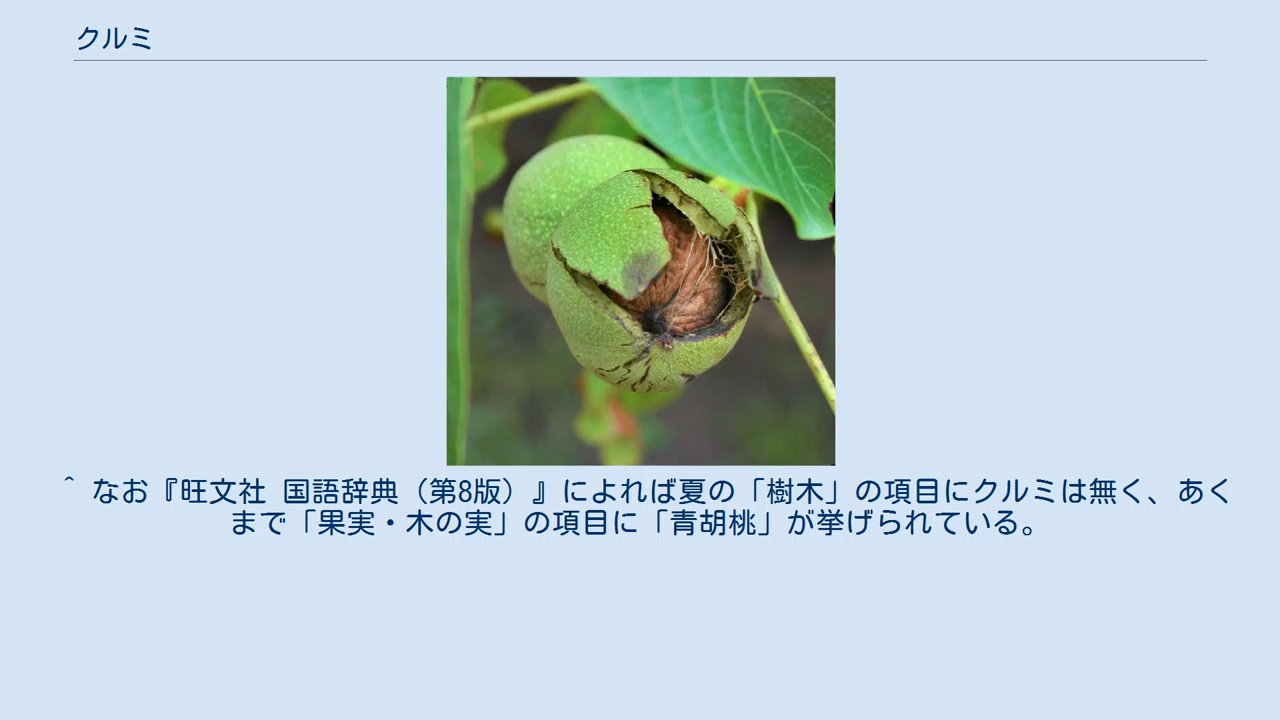 クルミ
^ なお『旺文社 国語辞典（第8版）』によれば夏の「樹木」の項目にクルミは無く、あく
まで「果実・木の実」の項目に「青胡桃」が挙げられている。